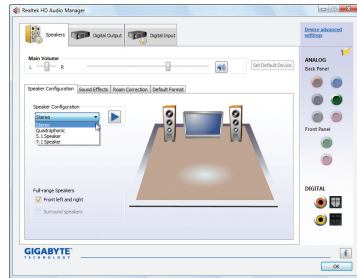 Realtek HD Audio Manager
Speakers
Digital Output
Digital Input
Device advanced settings
Main Volume
L
R
Set Default Device
ANALOG
Back Panel
Speaker Configuration
Sound Effects
Room Correction
Default Format
Speaker Configuration
Stereo
Stereo
Quadraphonic
5.1 Speaker
7.1 Speaker
Front Panel
Full-range Speakers
Front left and right
Surround speakers
DIGITAL
GIGABYTE
TECHNOLOGY
OK